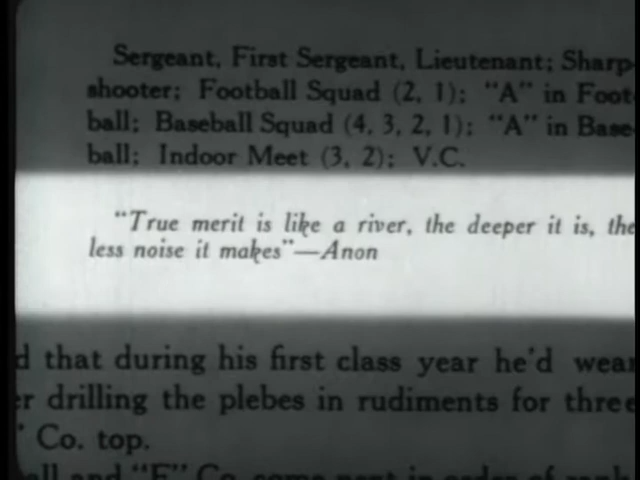 Sergeant, First Sergeant, Lieutenant; Sharp-
shooter; Football Squad (2, 1); "A" in Foot
ball; Baseball Squad (4, 3, 2, 1); "A" in Base
ball; Indoor Meet (3, 2); V.C.
"True merit is like a river, the deeper it is, the
less noise it makes"—Anon
d that during his first class year he'd wear
er drilling the plebes in rudiments for three
" Co. top.
and "F" Co.